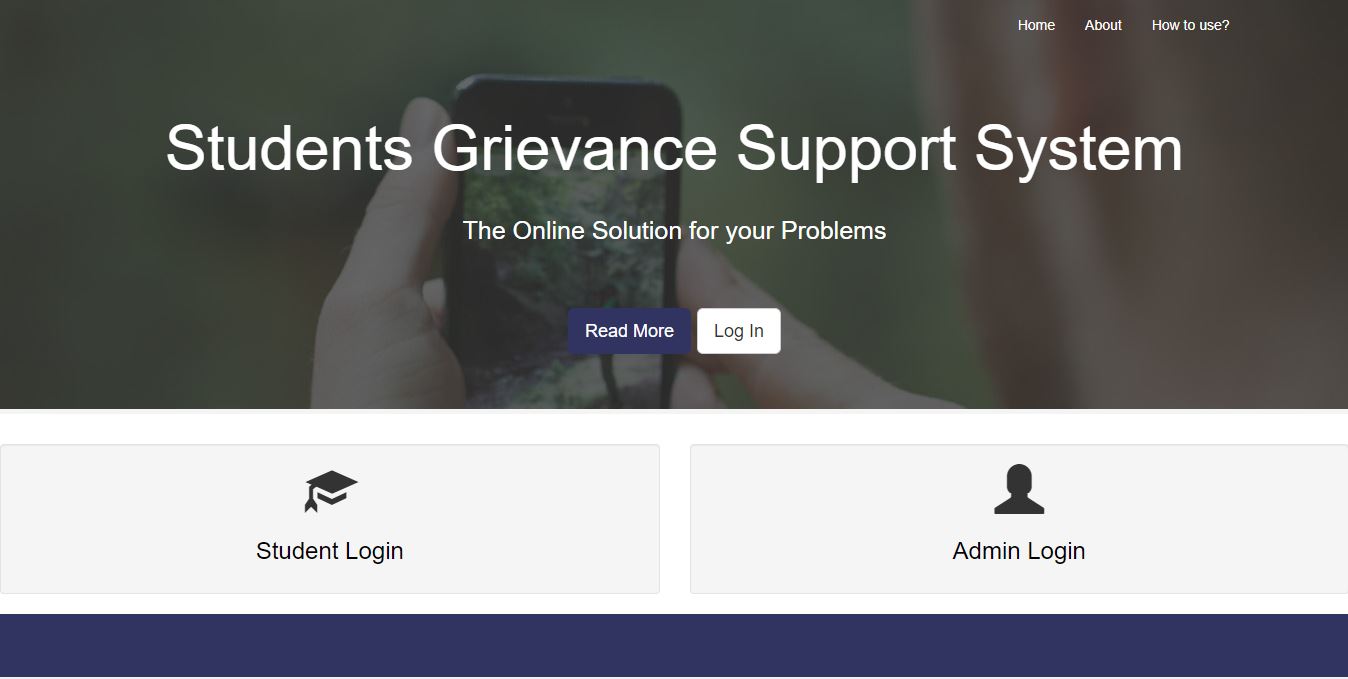 Home About How to use?
Students Grievance Support System
The Online Solution for your Problems
Read More Log In
Student Login Admin Login